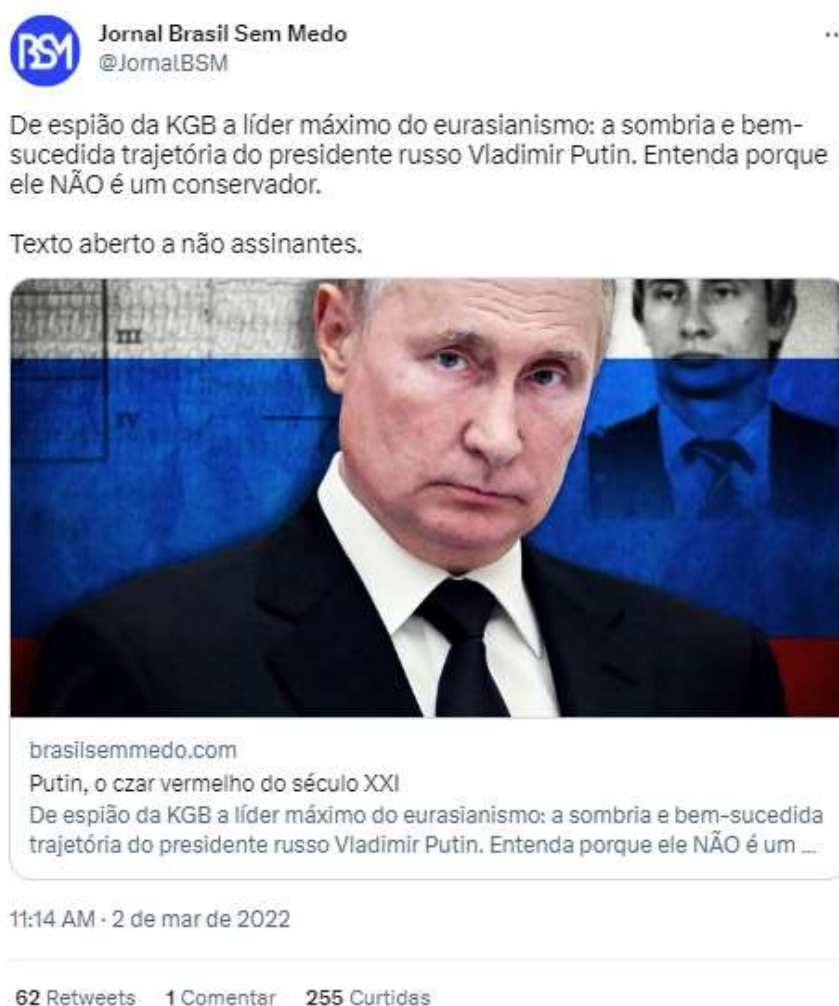 BSM
Jornal Brasil Sem Medo
@JornalBSM
De espião da KGB a líder máximo do eurasianismo: a sombria e bem-
sucedida trajetória do presidente russo Vladimir Putin. Entenda porque
ele NÃO é um conservador.
Texto aberto a não assinantes.
III
IV
brasilsemmedo.com
Putin, o czar vermelho do século XXI
De espião da KGB a líder máximo do eurasianismo: a sombria e bem-sucedida
trajetória do presidente russo Vladimir Putin. Entenda porque ele NÃO é um ...
11:14 AM · 2 de mar de 2022
62 Retweets 1 Comentar 255 Curtidas